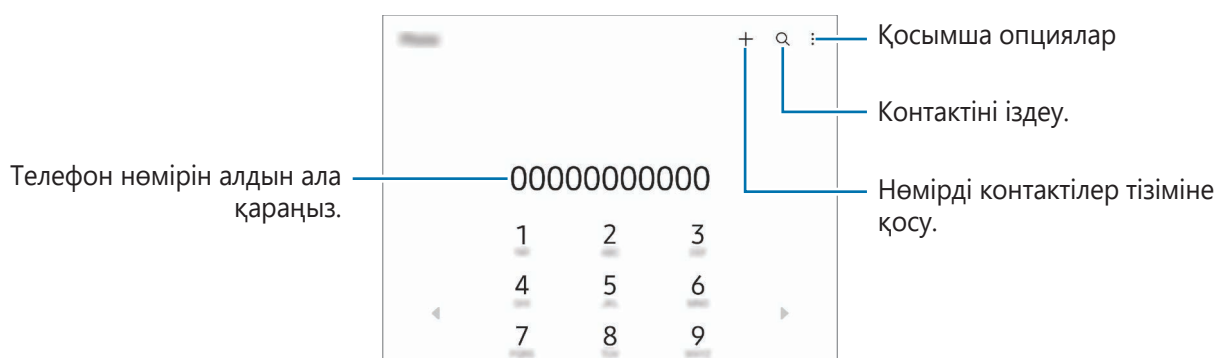 Қосымша опциялар
Контактіні іздеу.
Телефон нөмірін алдын ала
қараңыз.
00000000000
Нөмірді контактілер тізіміне
қосу.
1 2 3
4 5 6
7 8 9